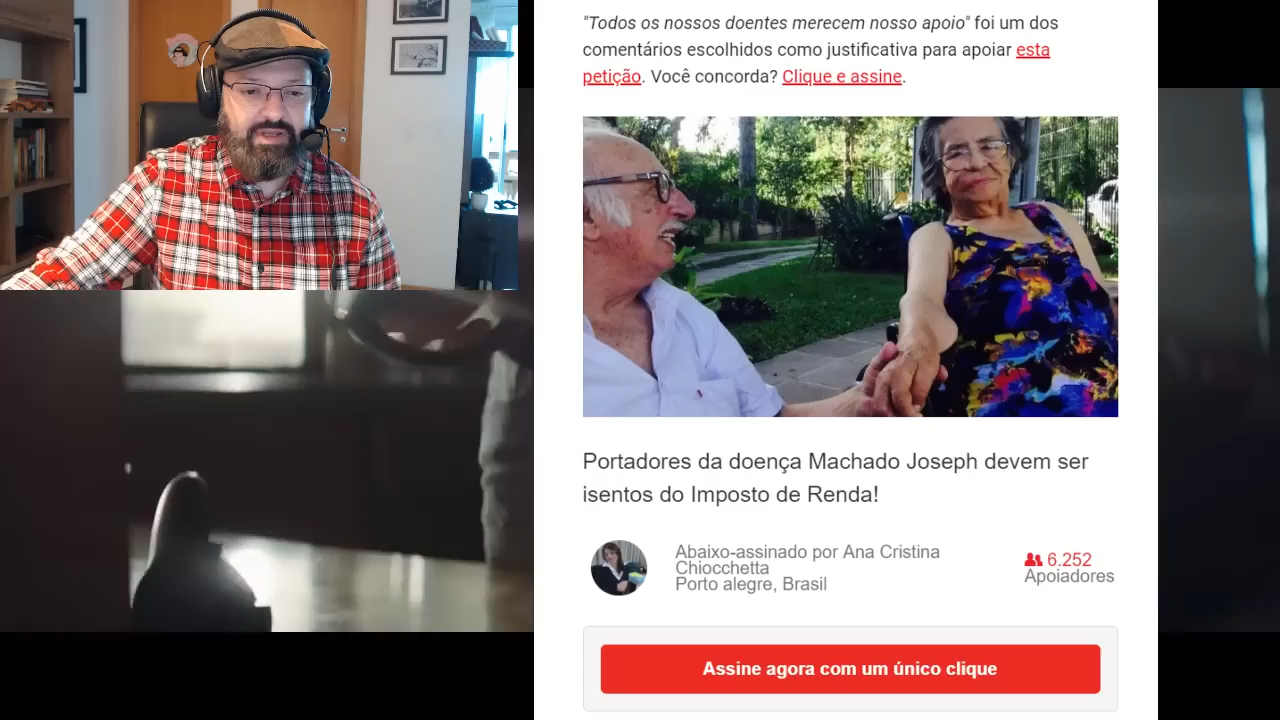 "Todos os nossos doentes merecem nosso apoio" foi um dos
comentários escolhidos como justificativa para apoiar esta
petição. Você concorda? Clique e assine.
Portadores da doença Machado Joseph devem ser
isentos do Imposto de Renda!
Abaixo-assinado por Ana Cristina
Chiocchetta
Porto alegre, Brasil
6.252
Apoiadores
Assine agora com um único clique